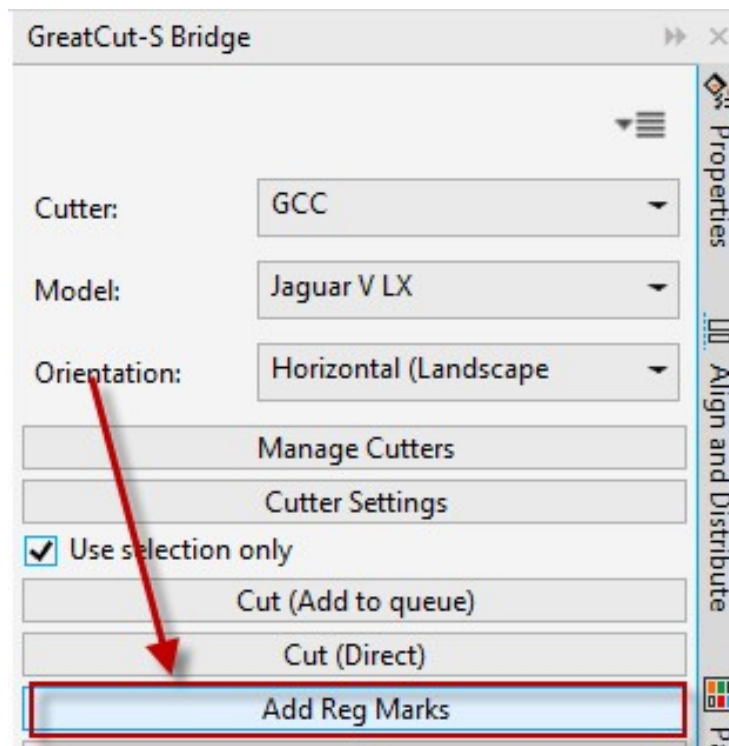 GreatCut-S Bridge
Cutter:
GCC
Model:
Jaguar V LX
Orientation:
Horizontal (Landscape
Manage Cutters
Cutter Settings
Use selection only
Cut (Add to queue)
Cut (Direct)
Add Reg Marks
Properties
Align and Distribute